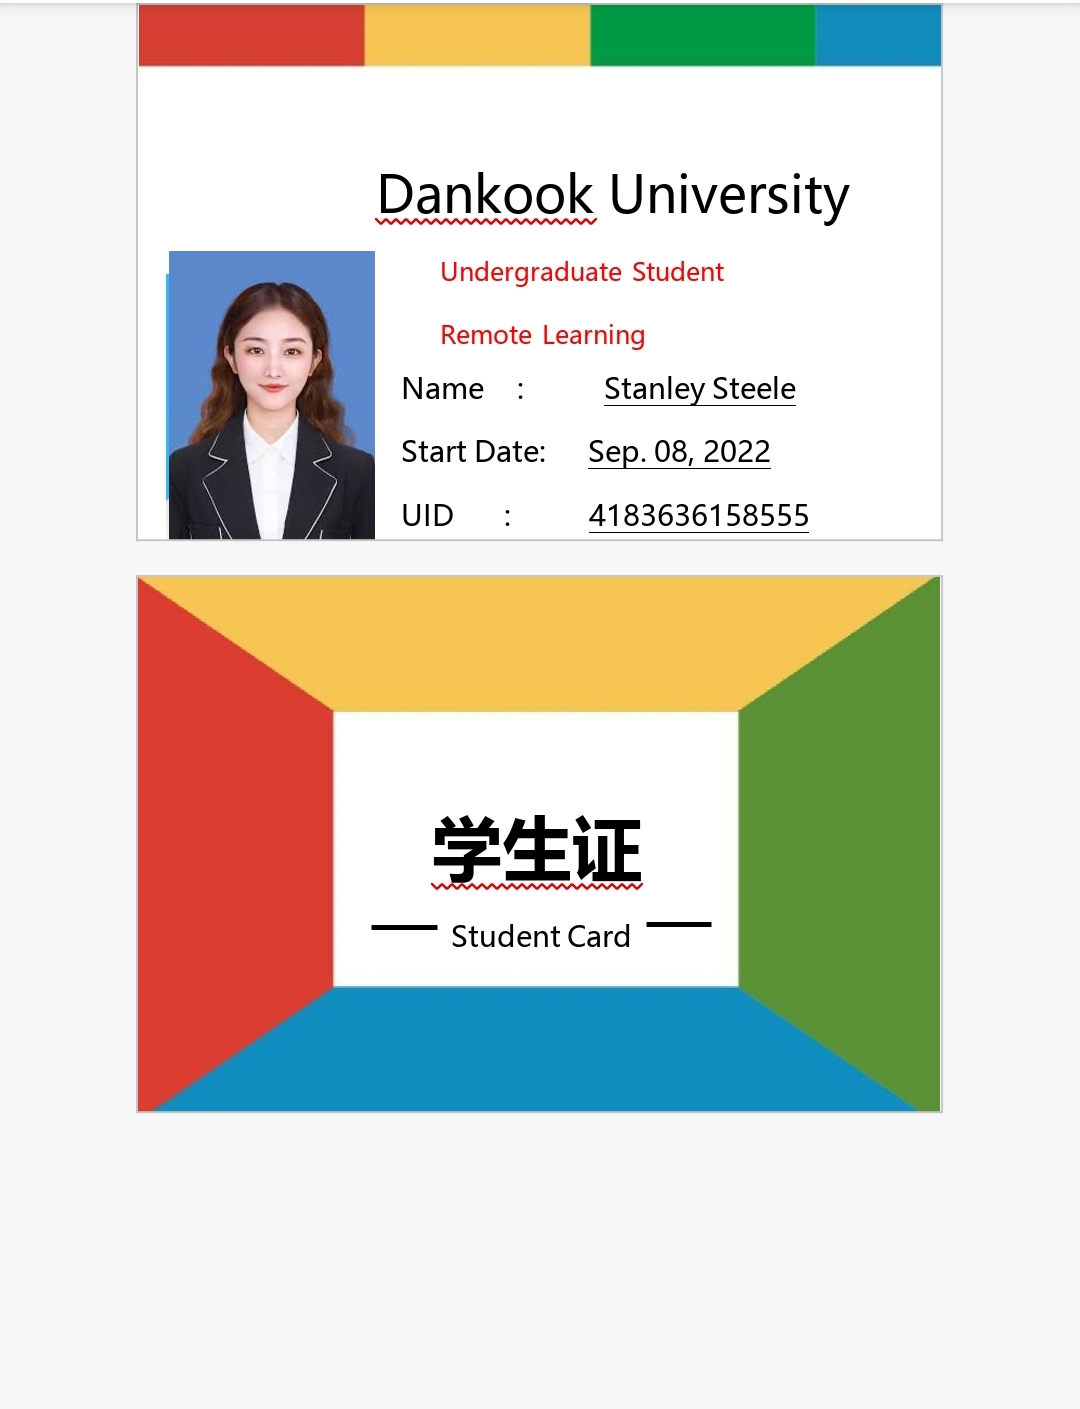 Dankook University
Undergraduate Student
Remote Learning
Name : Stanley Steele
Start Date: Sep. 08, 2022
UID : 4183636158555
学生证
Student Card